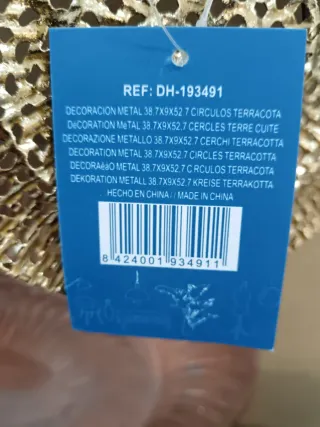 REF: DH-193491
DECORACION METAL 38.7X9X52.7 CIRCULOS TERRACOTA
DéCORATION MéTAL 38.7X9X52.7 CERCLES TERRE CUITE
DECORAZIONE METALLO 38.7X9X52.7 CERCHI TERRACOTTA
DECORATION METAL 38.7X9X52.7 CIRCLES TERRACOTTA
DECORAëãO METAL 38.7X9X52.7 C RCULOS TERRACOTA
DEKORATION METALL 38.7X9X52.7 KREISE TERRAKOTTA
HECHO EN CHINA // MADE IN CHINA
8 424001 934911